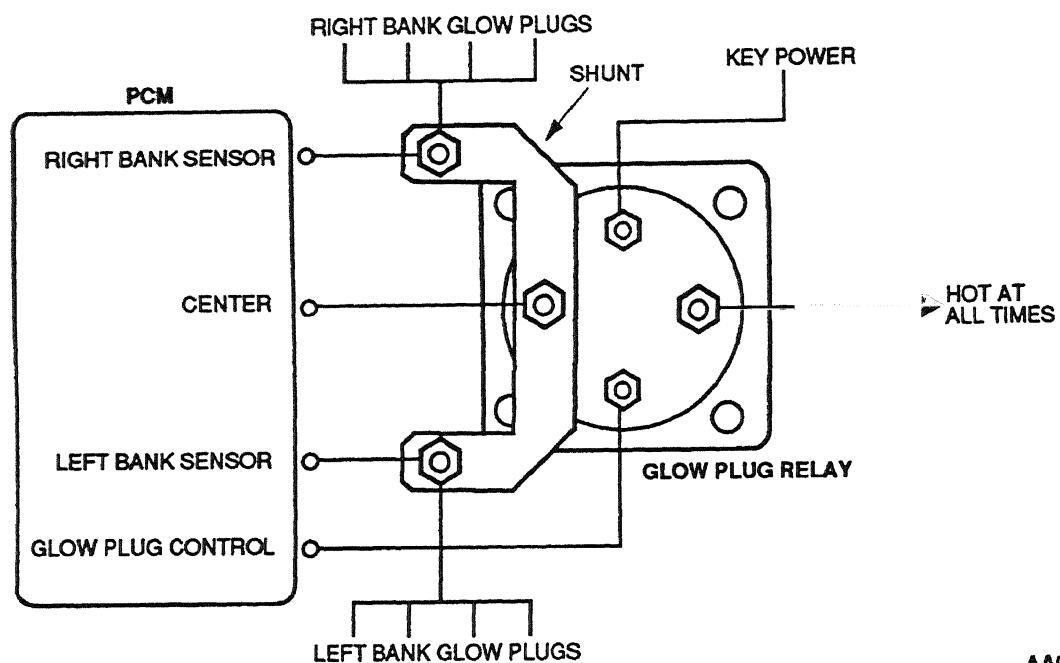 RIGHT BANK GLOW PLUGS
SHUNT
KEY POWER
PCM
RIGHT BANK SENSOR
CENTER
HOT AT
ALL TIMES
LEFT BANK SENSOR
GLOW PLUG RELAY
GLOW PLUG CONTROL
LEFT BANK GLOW PLUGS